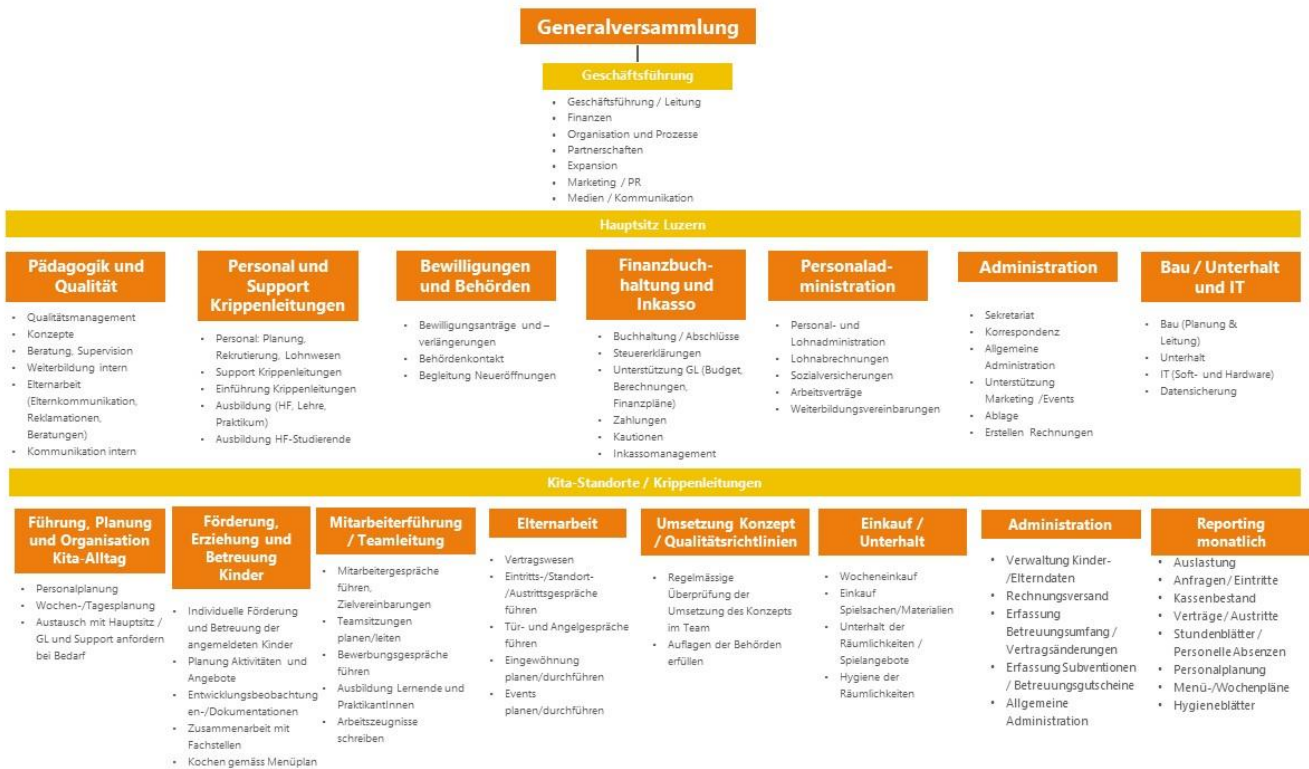 Generalversammlung
Geschäftsführung
• Geschäftsführung / Leitung
• Finanzen
• Organisation und Prozesse
• Partnerschaften
• Expansion
• Marketing / PR
• Medien / Kommunikation
Hauptsitz Luzern
Pädagogik und
Qualität
• Qualitätsmanagement
• Konzepte
• Beratung, Supervision
• Weiterbildung intern
• Elternarbeit
(Elternkommunikation,
Reklamationen,
Beratungen)
• Kommunikation intern
Personal und
Support
Krippenleitungen
• Personal: Planung,
Rekrutierung, Lohnwesen
• Support Krippenleitungen
• Einführung Krippenleitungen
• Ausbildung (HF, Lehre,
Praktikum)
• Ausbildung HF-Studierende
Bewilligungen
und Behörden
• Bewilligungsanträge und –
verlängerungen
• Behördenkontakt
• Begleitung Neueröffnungen
Finanzbuch-
haltung und
Inkasso
• Buchhaltung / Abschlüsse
• Steuererklärungen
• Unterstützung GL (Budget,
Berechnungen,
Finanzpläne)
• Zahlungen
• Kautionen
• Inkassomanagement
Personalad-
ministration
• Personal- und
Lohnadministration
• Lohnabrechnungen
• Sozialversicherungen
• Arbeitsverträge
• Weiterbildungsvereinbarungen
Administration
• Sekretariat
• Korrespondenz
• Allgemeine
Administration
• Unterstützung
Marketing /Events
• Ablage
• Erstellen Rechnungen
Bau / Unterhalt
und IT
• Bau (Planung &
Leitung)
• Unterhalt
• IT (Soft- und Hardware)
• Datensicherung
Kita-Standorte / Krippenleitungen
Führung, Planung
und Organisation
Kita-Alltag
• Personalplanung
• Wochen-/Tagesplanung
• Austausch mit Hauptsitz /
GL und Support anfordern
bei Bedarf
Förderung,
Erziehung und
Betreuung
Kinder
• Individuelle Förderung
und Betreuung der
angemeldeten Kinder
• Planung Aktivitäten und
Angebote
• Entwicklungsbeobachtung
en-/Dokumentationen
• Zusammenarbeit mit
Fachstellen
• Kochen gemäss Menüplan
Mitarbeiterführung
/ Teamleitung
• Mitarbeitergespräche
führen,
Zielvereinbarungen
• Teamsitzungen
planen/leiten
• Bewerbungsgespräche
führen
• Ausbildung Lernende und
PraktikantInnen
• Arbeitszeugnisse
schreiben
Elternarbeit
• Vertragswesen
• Eintritts-/Standort-
/Austrittsgespräche
führen
• Tür- und Angelgespräche
führen
• Eingewöhnung
planen/durchführen
• Events
planen/durchführen
Umsetzung Konzept
/ Qualitätsrichtlinien
• Regelmässige
Überprüfung der
Umsetzung des Konzepts
im Team
• Auflagen der Behörden
erfüllen
Einkauf /
Unterhalt
• Wocheneinkauf
• Einkauf
Spielsachen/Materialien
• Unterhalt der
Räumlichkeiten /
Spielangebote
• Hygiene der
Räumlichkeiten
Administration
• Verwaltung Kinder-
/Elterndaten
• Rechnungsversand
• Erfassung
Betreuungsumfang /
Vertragsänderungen
• Erfassung Subventionen
/ Betreuungsgutscheine
• Allgemeine
Administration
Reporting
monatlich
• Auslastung
• Anfragen / Eintritte
• Kassenbestand
• Verträge / Austritte
• Stundenblätter /
Personelle Absenzen
• Personalplanung
• Menü-/Wochenpläne
• Hygieneblätter